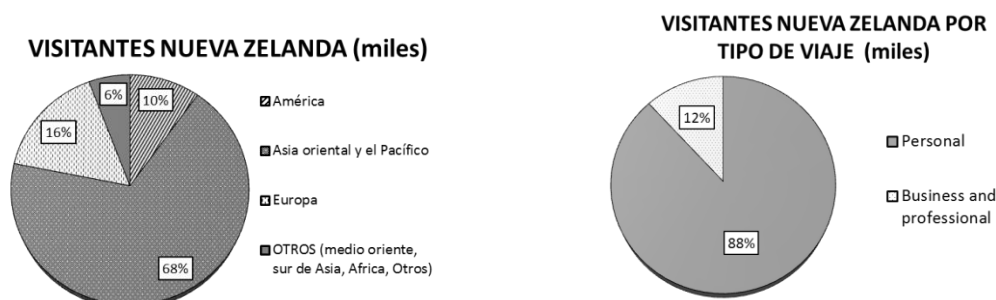 VISITANTES NUEVA ZELANDA (miles)
6%
10%
16%
68%
América
Asia oriental y el Pacífico
Europa
OTROS (medio oriente,
sur de Asia, Africa, Otros)
VISITANTES NUEVA ZELANDA POR
TIPO DE VIAJE (miles)
12%
88%
Personal
Business and
professional